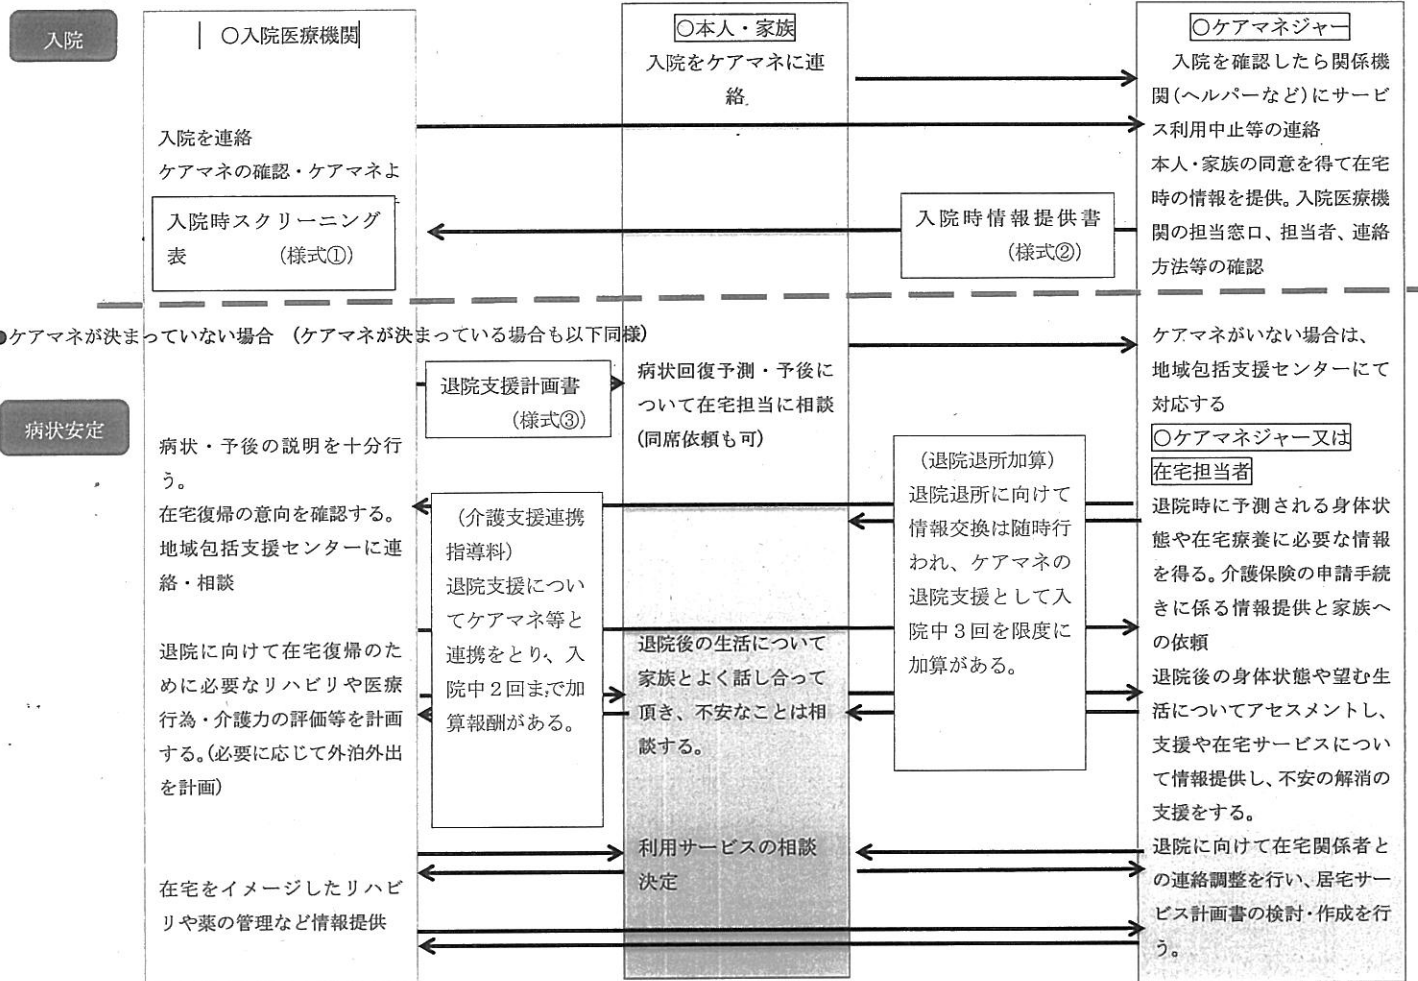 入院
○入院医療機関
入院を連絡
ケアマネの確認・ケアマネよ
入院時スクリーニング
表 (様式①)
○本人・家族
入院をケアマネに連
絡
入院時情報提供書
(様式②)
○ケアマネジャー
入院を確認したら関係機
関(ヘルパーなど)にサービ
ス利用中止等の連絡
本人・家族の同意を得て在宅
時の情報を提供。入院医療機
関の担当窓口、担当者、連絡
方法等の確認
●ケアマネが決まっていない場合 (ケアマネが決まっている場合も以下同様)
病状安定
退院支援計画書
(様式③)
病状・予後の説明を十分行
う。
在宅復帰の意向を確認する。
地域包括支援センターに連
絡・相談
退院に向けて在宅復帰のた
めに必要なリハビリや医療
行為・介護力の評価等を計画
する。(必要に応じて外泊外出
を計画)
在宅をイメージしたリハビ
リや薬の管理など情報提供
(介護支援連携
指導料)
退院支援につい
てケアマネ等と
連携をとり、入
院中2回まで加
算報酬がある。
病状回復予測・予後に
ついて在宅担当に相談
(同席依頼も可)
退院後の生活について
家族とよく話し合って
頂き、不安なことは相
談する。
利用サービスの相談
決定
(退院退所加算)
退院退所に向けて
情報交換は随時行
われ、ケアマネの
退院支援として入
院中3回を限度に
加算がある。
ケアマネがいない場合は、
地域包括支援センターにて
対応する
○ケアマネジャー又は
在宅担当者
退院時に予測される身体状
態や在宅療養に必要な情報
を得る。介護保険の申請手続
きに係る情報提供と家族へ
の依頼
退院後の身体状態や望む生
活についてアセスメントし、
支援や在宅サービスについ
て情報提供し、不安の解消の
支援をする。
退院に向けて在宅関係者と
の連絡調整を行い、居宅サー
ビス計画書の検討・作成を行
う。